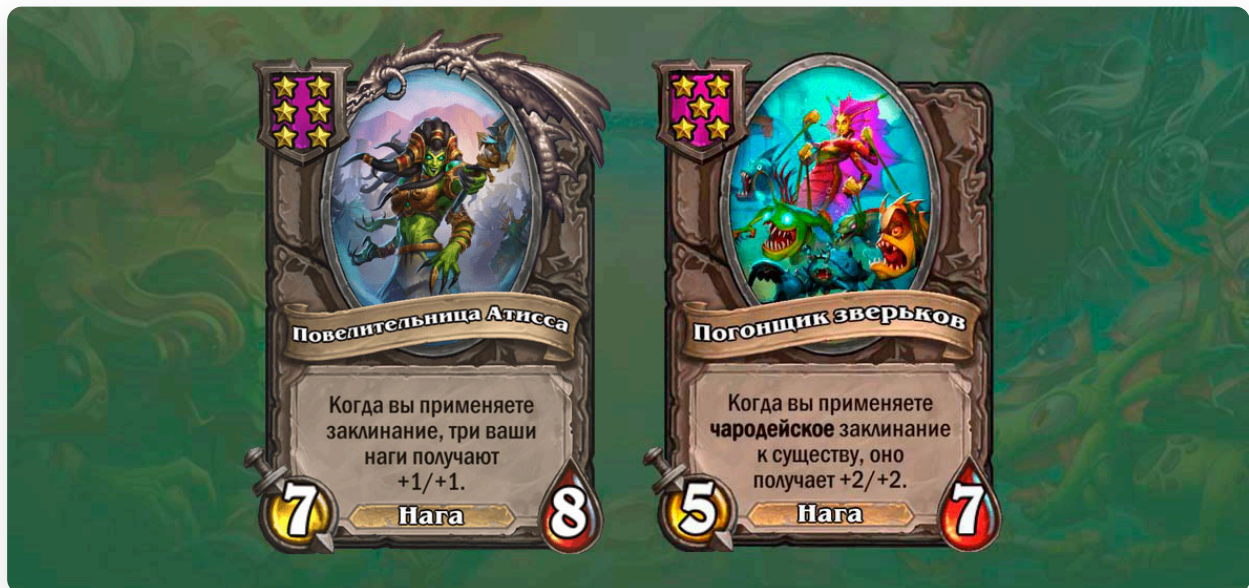 Повелительница Атисса
Когда вы применяете
заклинание, три ваши
наги получают
+1/+1.
7
Нага
8
Погонщик зверьков
Когда вы применяете
чародейское заклинание
к существу, оно
получает +2/+2.
5
Нага
7